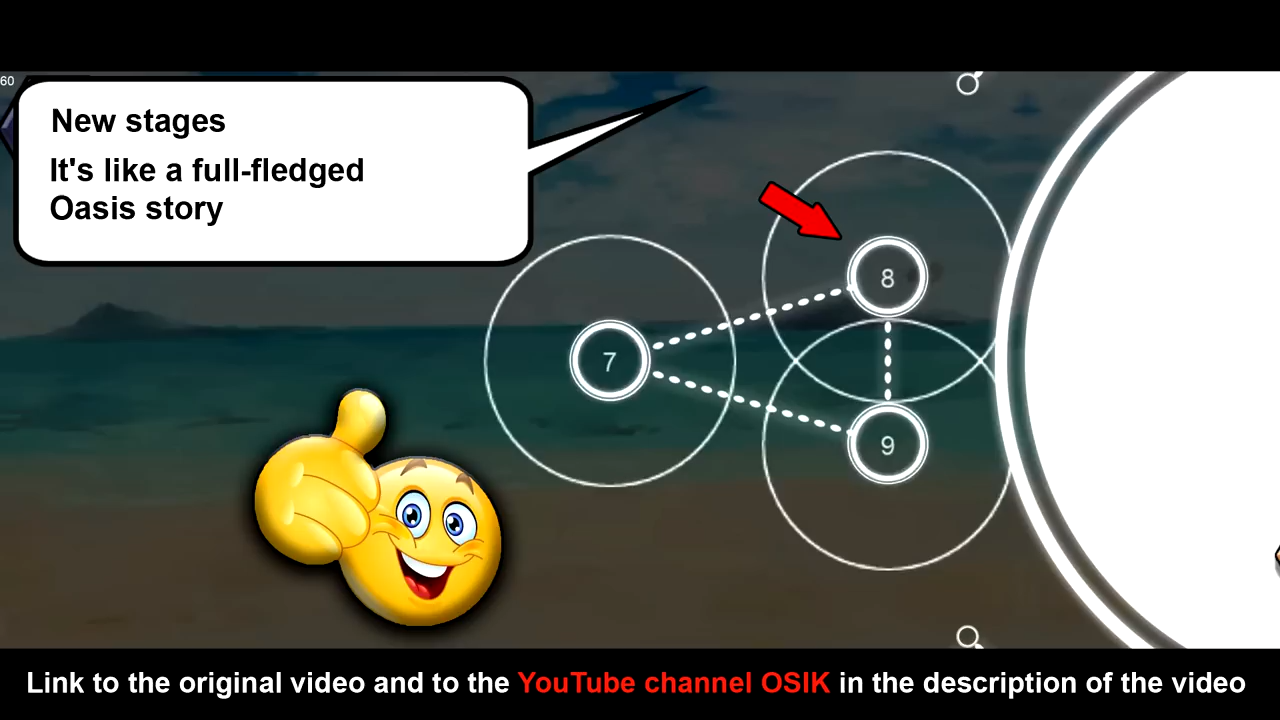 60
New stages
It's like a full-fledged
Oasis story
8
7
9
Link to the original video and to the YouTube channel OSIK in the description of the video